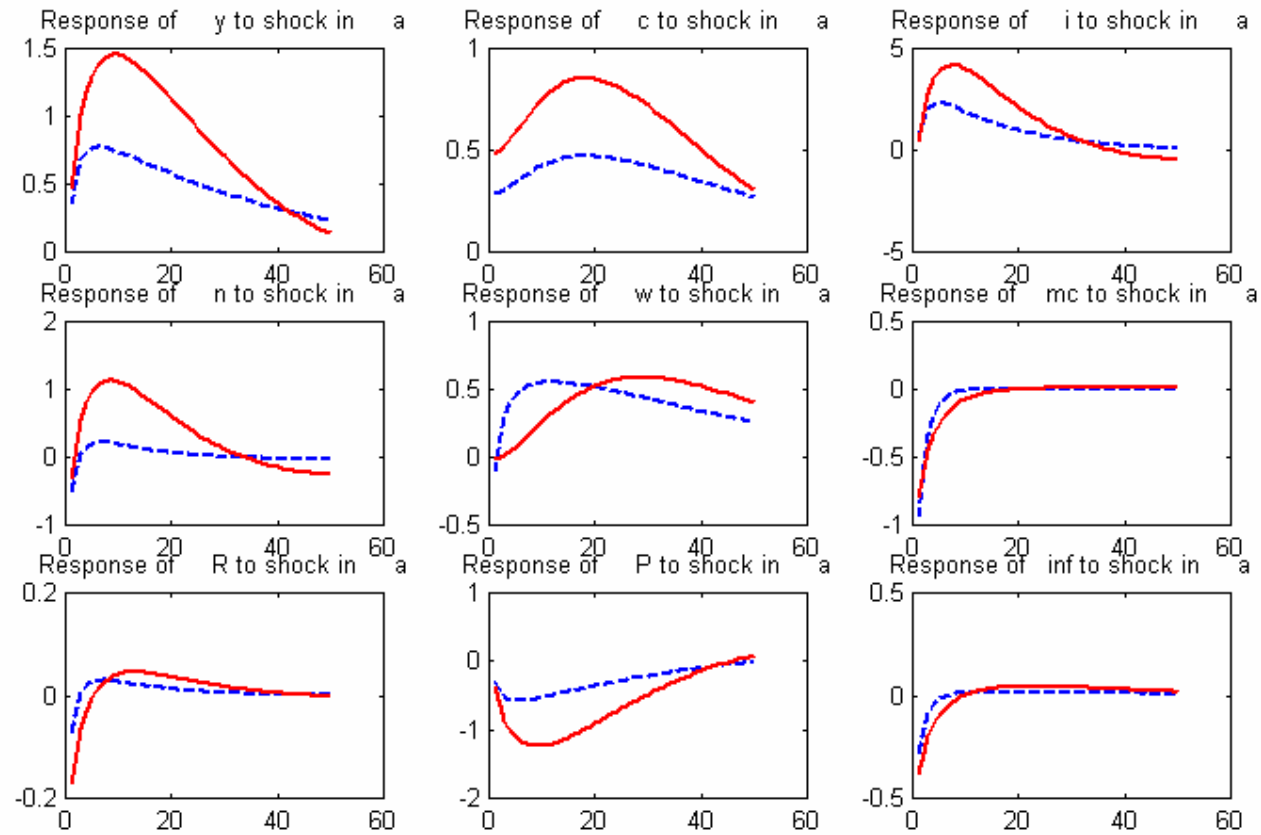 Response of y to shock in a
Response of c to shock in a
Response of i to shock in a
1.5
1
0.5
0
0 20 40 60
1
0.5
0
0 20 40 60
5
0
-5
0 20 40 60
Response of n to shock in a
Response of w to shock in a
Response of mc to shock in a
2
1
0
-1
0 20 40 60
1
0.5
0
-0.5
0 20 40 60
0.5
0
-0.5
-1
0 20 40 60
Response of R to shock in a
Response of P to shock in a
Response of inf to shock in a
0.2
0
-0.2
0 20 40 60
1
0
-1
-2
0 20 40 60
0.5
0
-0.5
0 20 40 60